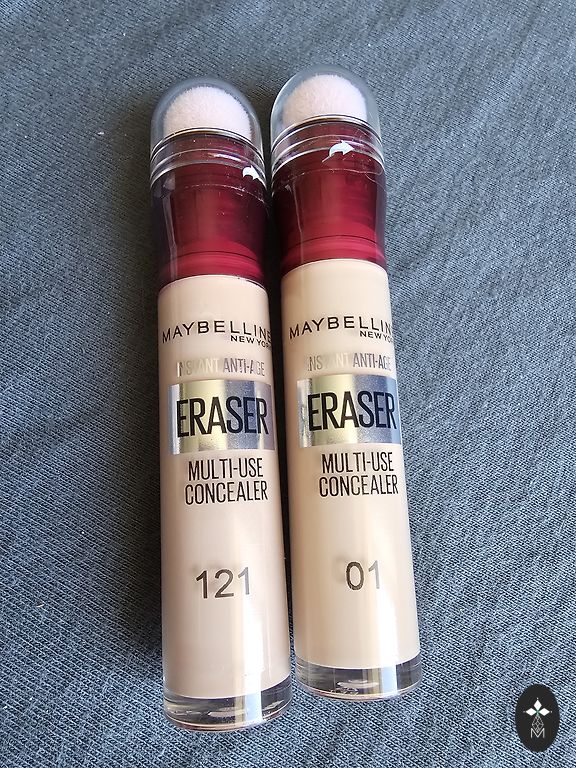 MAYBELLINE
NEW YORK
INSTANT ANTI-AGE
ERASER
MULTI-USE
CONCEALER
121
MAYBELLINE
NEW YORK
INSTANT ANTI-AGE
ERASER
MULTI-USE
CONCEALER
01
M